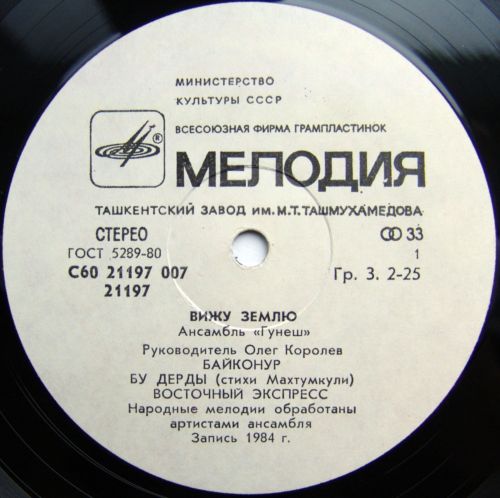 МИНИСТЕРСТВО
КУЛЬТУРЫ СССР
ВСЕСОЮЗНАЯ ФИРМА ГРАМПЛАСТИНОК
®
МЕЛОДИЯ
ТАШКЕНТСКИЙ ЗАВОД ИМ. М.Т. ТАШМУХАМЕДОВА
СТЕРЕО 33
ГОСТ 5289-80 1
С60 21197 007 Гр. 3. 2-25
21197
ВИЖУ ЗЕМЛЮ
Ансамбль «Гунеш»
Руководитель Олег Королев
БАЙКОНУР
БУ ДЕРДЫ (стихи Махтумкули)
ВОСТОЧНЫЙ ЭКСПРЕСС
Народные мелодии обработаны
артистами ансамбля
Запись 1984 г.